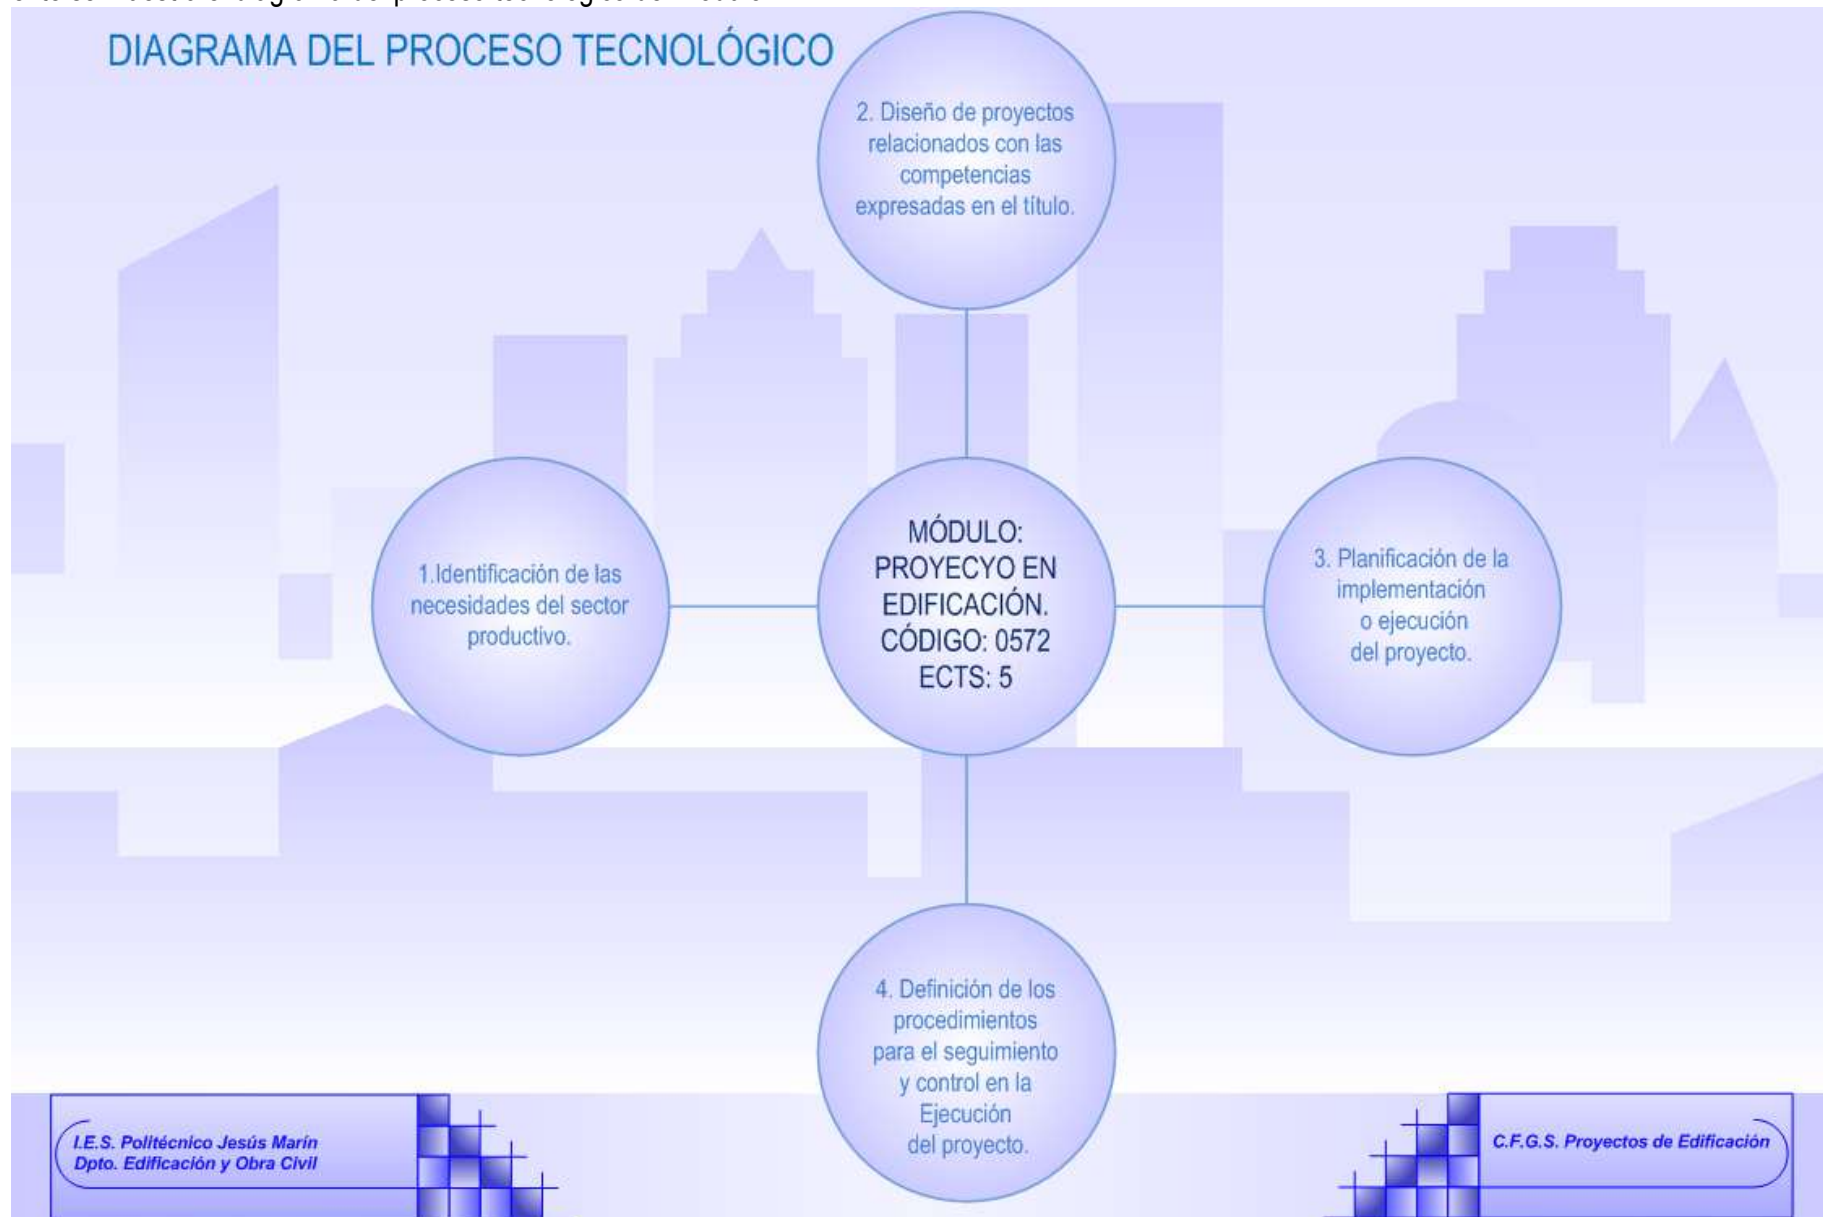 DIAGRAMA DEL PROCESO TECNOLÓGICO
2. Diseño de proyectos
relacionados con las
competencias
expresadas en el título.
1.Identificación de las
necesidades del sector
productivo.
MÓDULO:
PROYECYO EN
EDIFICACIÓN.
CÓDIGO: 0572
ECTS: 5
3. Planificación de la
implementación
o ejecución
del proyecto.
4. Definición de los
procedimientos
para el seguimiento
y control en la
Ejecución
del proyecto.
I.E.S. Politécnico Jesús Marín
Dpto. Edificación y Obra Civil
C.F.G.S. Proyectos de Edificación